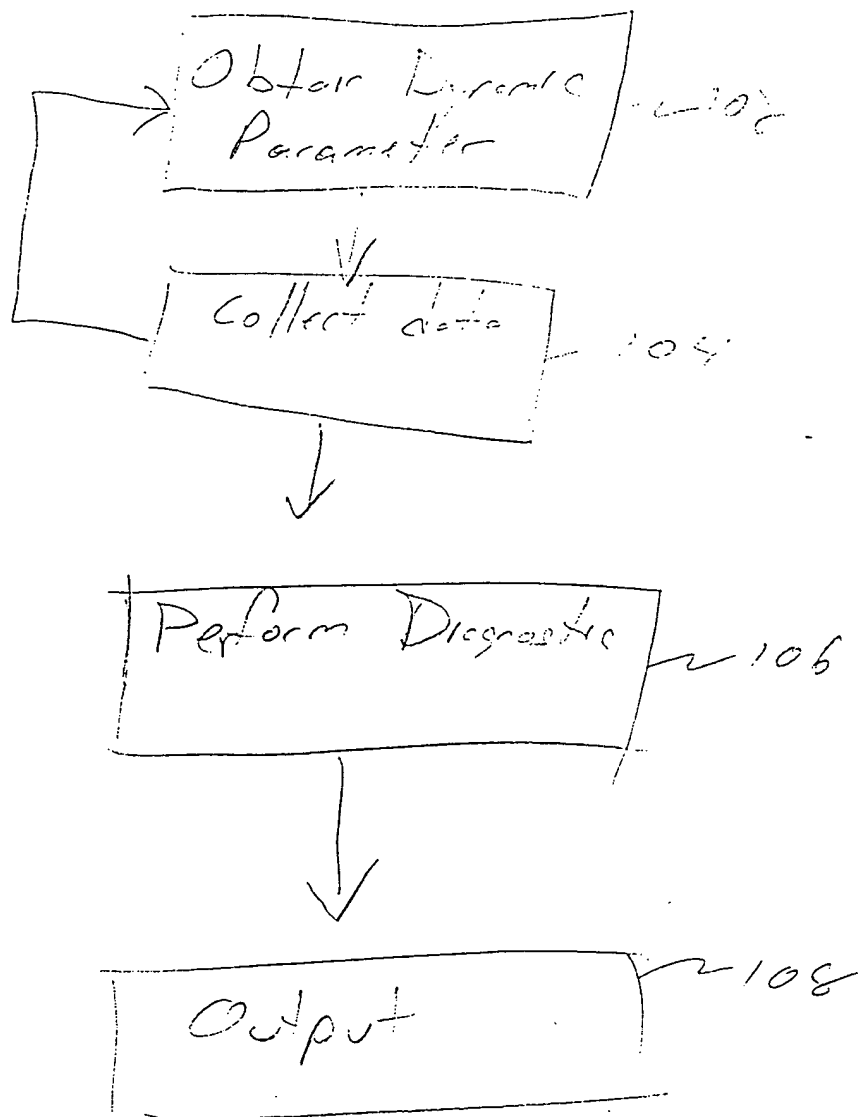 Obtain Dynamic
Parameter
102
Collect data
104
Perform Diagnostic
106
Output
108